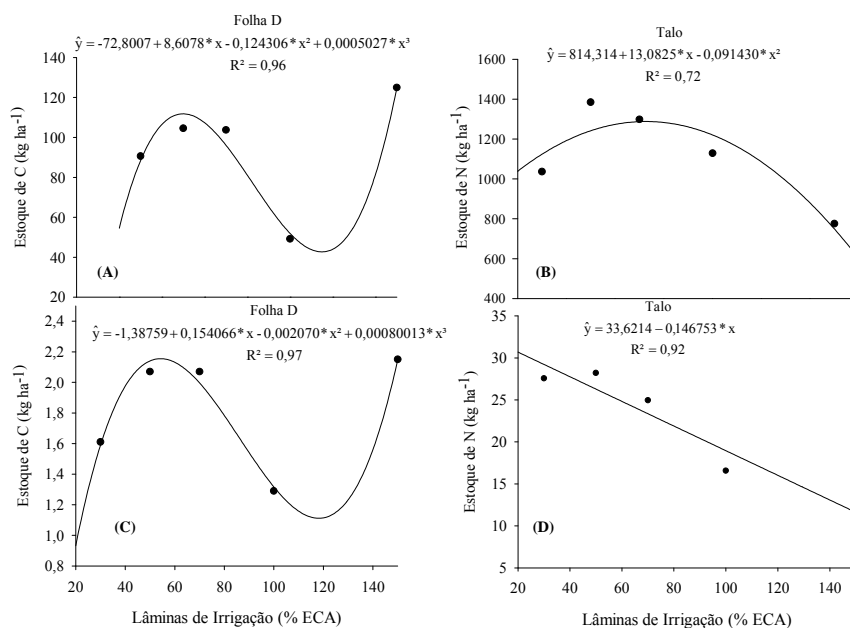 Folha D
ŷ = -72,8007+8,6078* x - 0,124306* x² + 0,0005027* x³
R² = 0,96
Estoque de C (kg ha⁻¹)
140
120
100
80
60
40
20
(A)
Talo
ŷ = 814,314+13,0825* x - 0,091430* x²
R² = 0,72
Estoque de N (kg ha⁻¹)
1600
1400
1200
1000
800
600
400
(B)
Folha D
ŷ = -1,38759 + 0,154066* x - 0,002070* x² + 0,00080013* x³
R² = 0,97
Estoque de C (kg ha⁻¹)
2,4
2,2
2,0
1,8
1,6
1,4
1,2
1,0
0,8
(C)
20 40 60 80 100 120 140
Lâminas de Irrigação (% ECA)
Talo
ŷ = 33,6214 – 0,146753* x
R² = 0,92
Estoque de N (kg ha⁻¹)
35
30
25
20
15
10
5
(D)
20 40 60 80 100 120 140
Lâminas de Irrigação (% ECA)